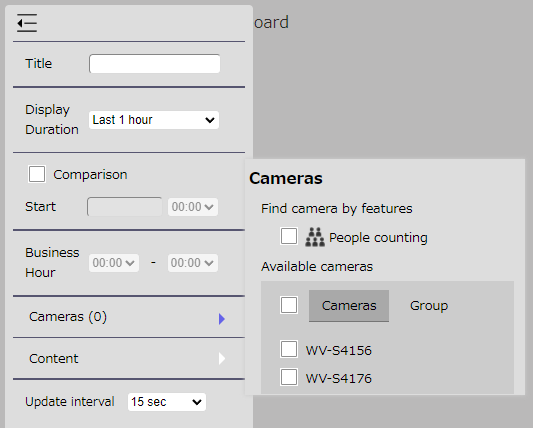 oard
Title
Display
Duration
Last 1 hour
Comparison
Start
00:00
Business
Hour
00:00
-
00:00
Cameras (0)
Content
Update interval
15 sec
Cameras
Find camera by features
People counting
Available cameras
Cameras
Group
WV-S4156
WV-S4176